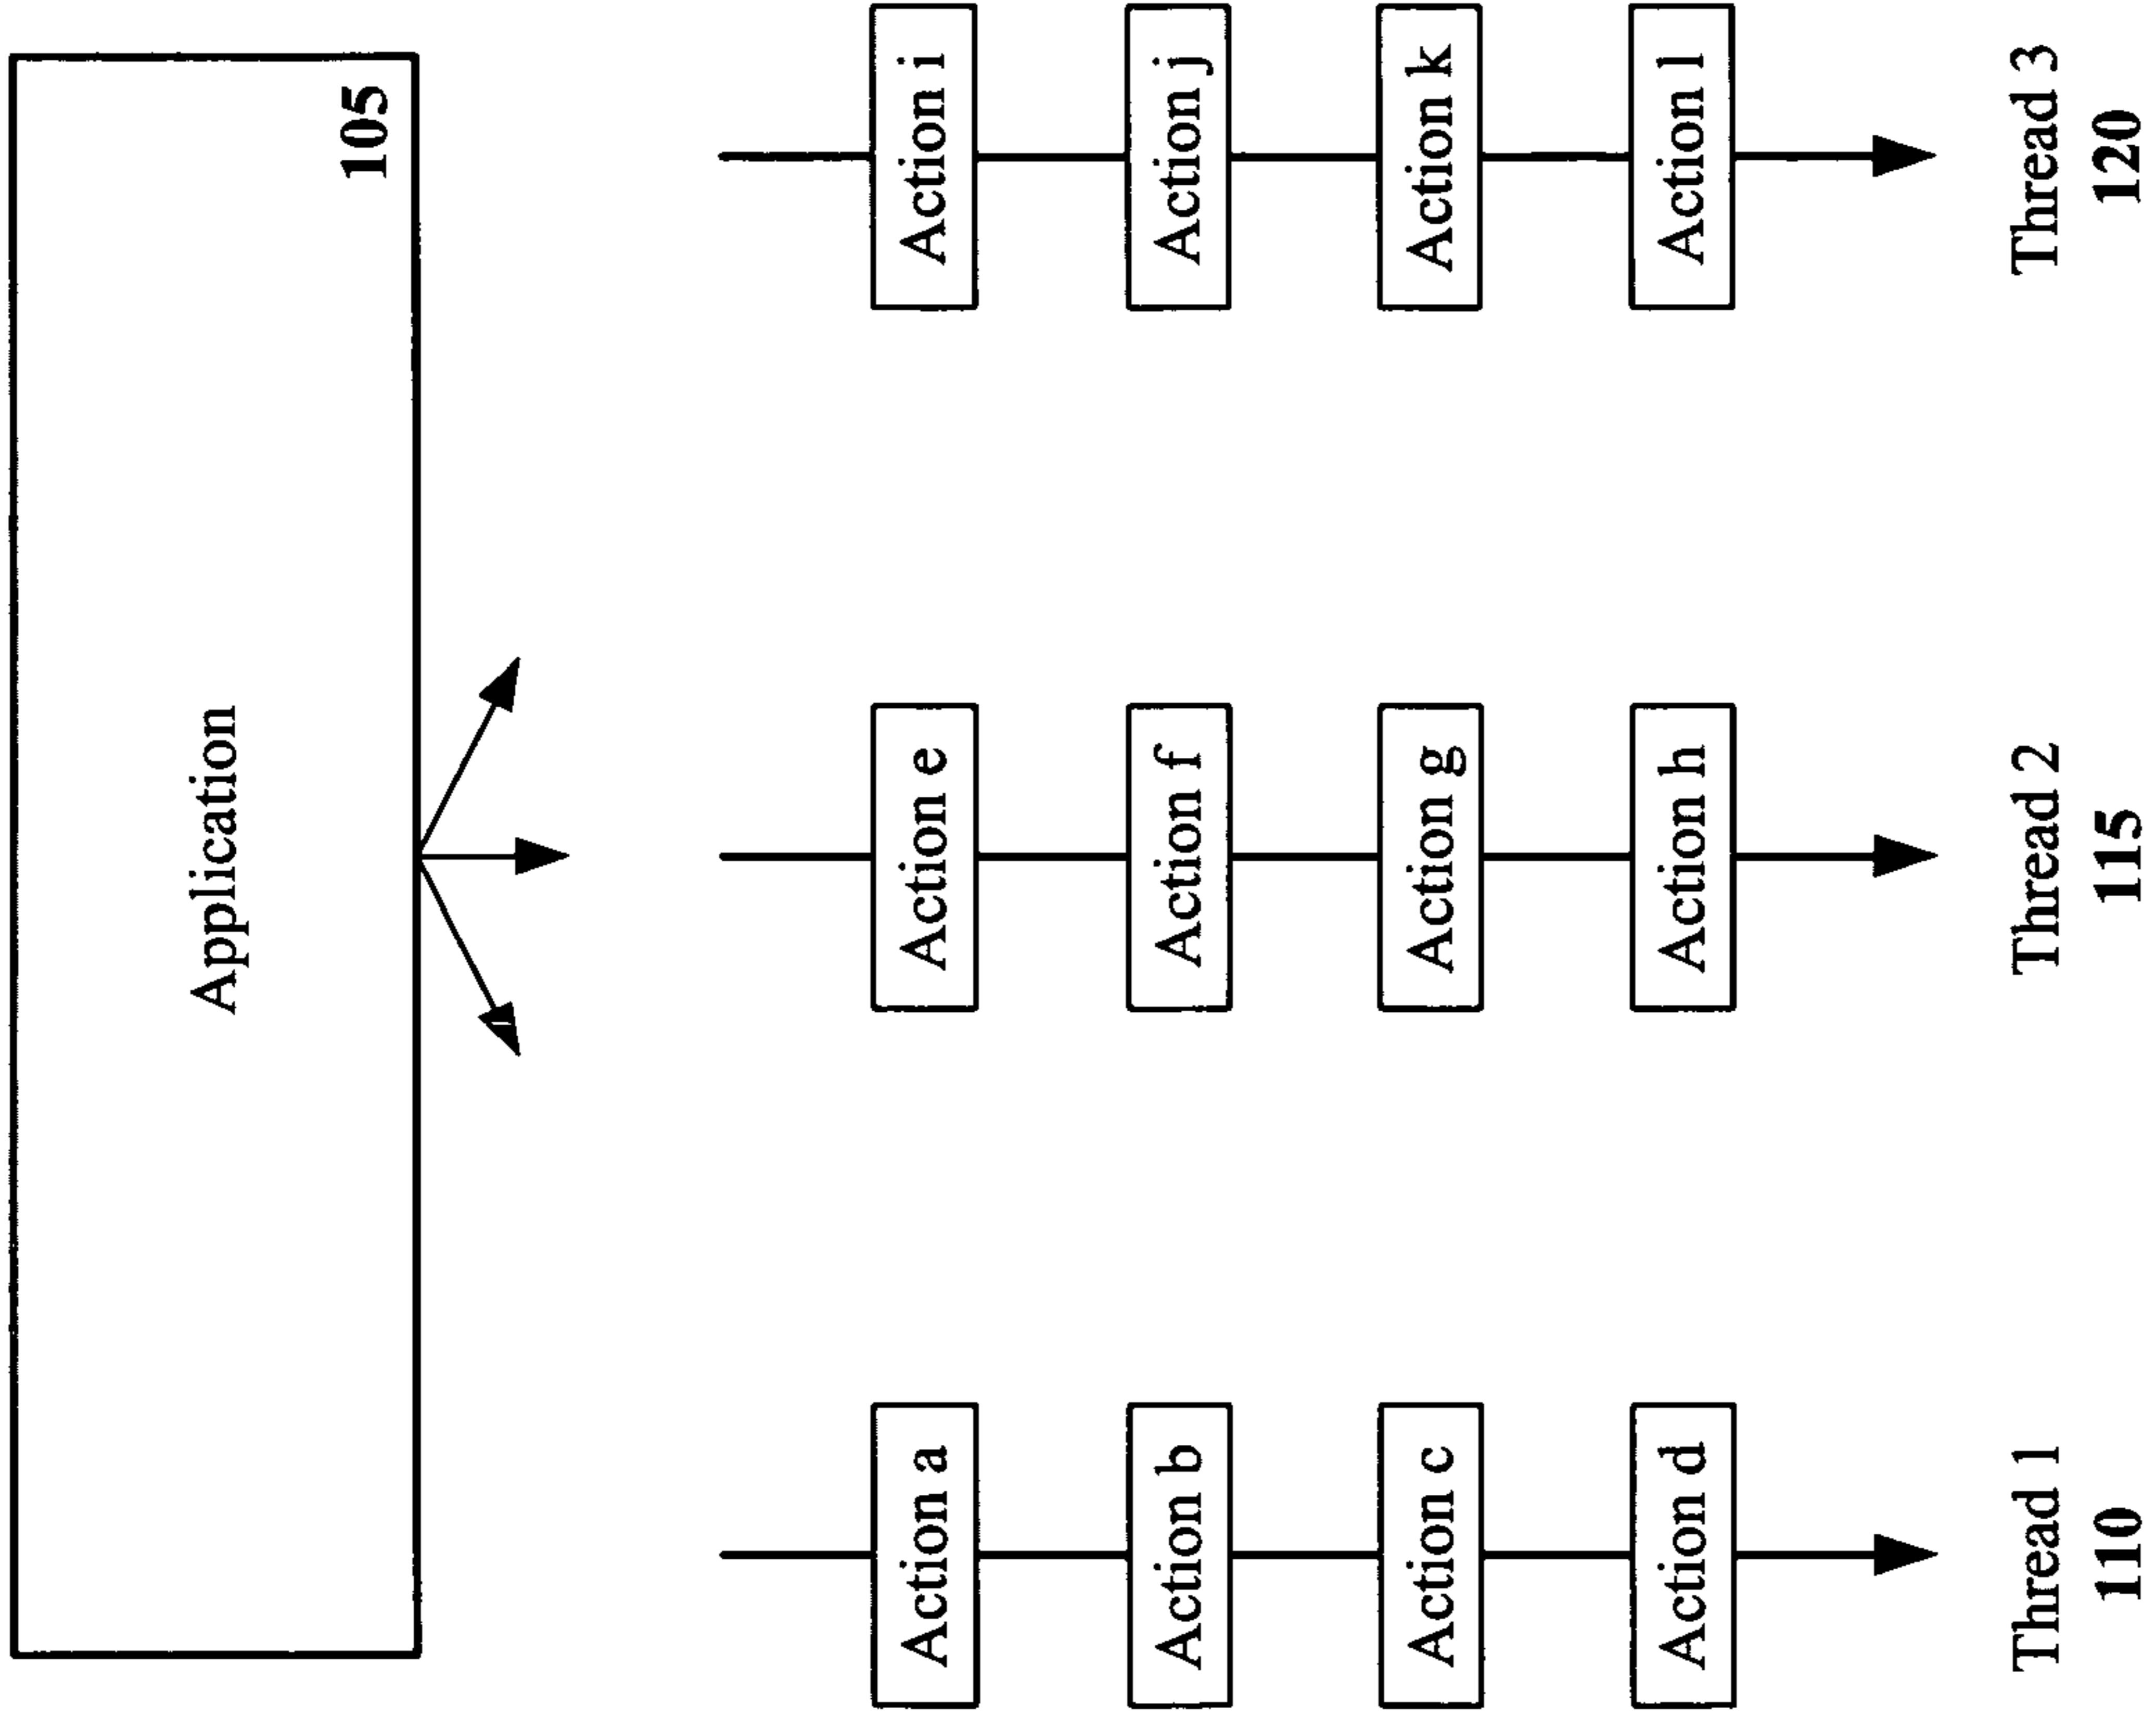 Application
105
Action a
Action e
Action i
Action b
Action f
Action j
Action c
Action g
Action k
Action d
Action h
Action l
Thread 1
Thread 2
Thread 3
110
115
120